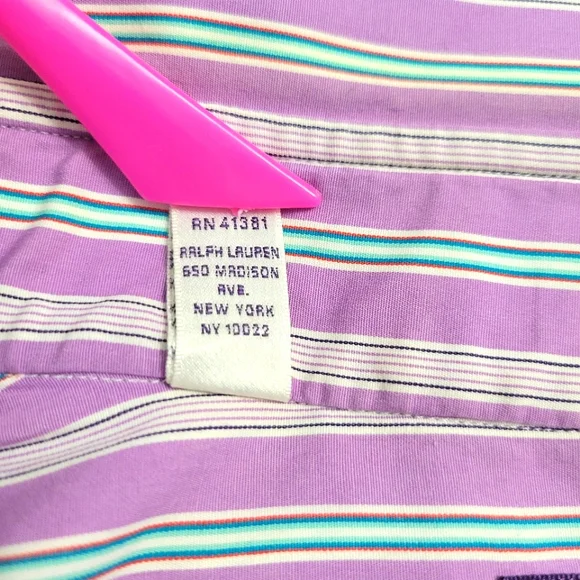 RN 41381
RALPH LAUREN
650 MADISON
AVE.
NEW YORK
NY 10022